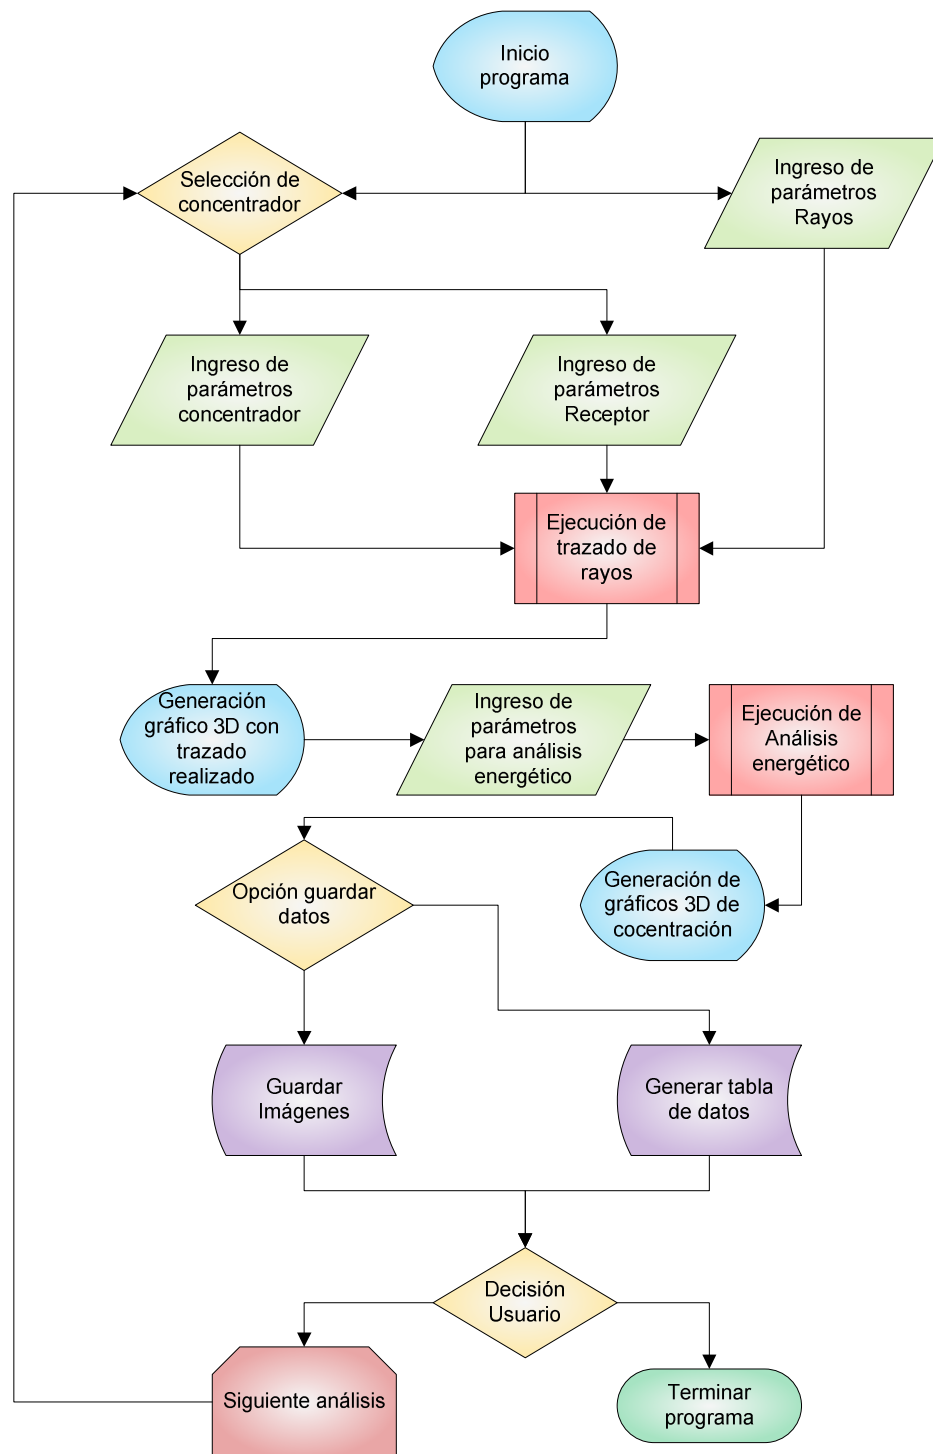 Inicio
programa
Selección de
concentrador
Ingreso de
parámetros
Rayos
Ingreso de
parámetros
concentrador
Ingreso de
parámetros
Receptor
Ejecución de
trazado de
rayos
Generación
gráfico 3D con
trazado
realizado
Ingreso de
parámetros
para análisis
energético
Ejecución de
Análisis
energético
Opción guardar
datos
Generación de
gráficos 3D de
cocentración
Guardar
Imágenes
Generar tabla
de datos
Decisión
Usuario
Siguiente análisis
Terminar
programa